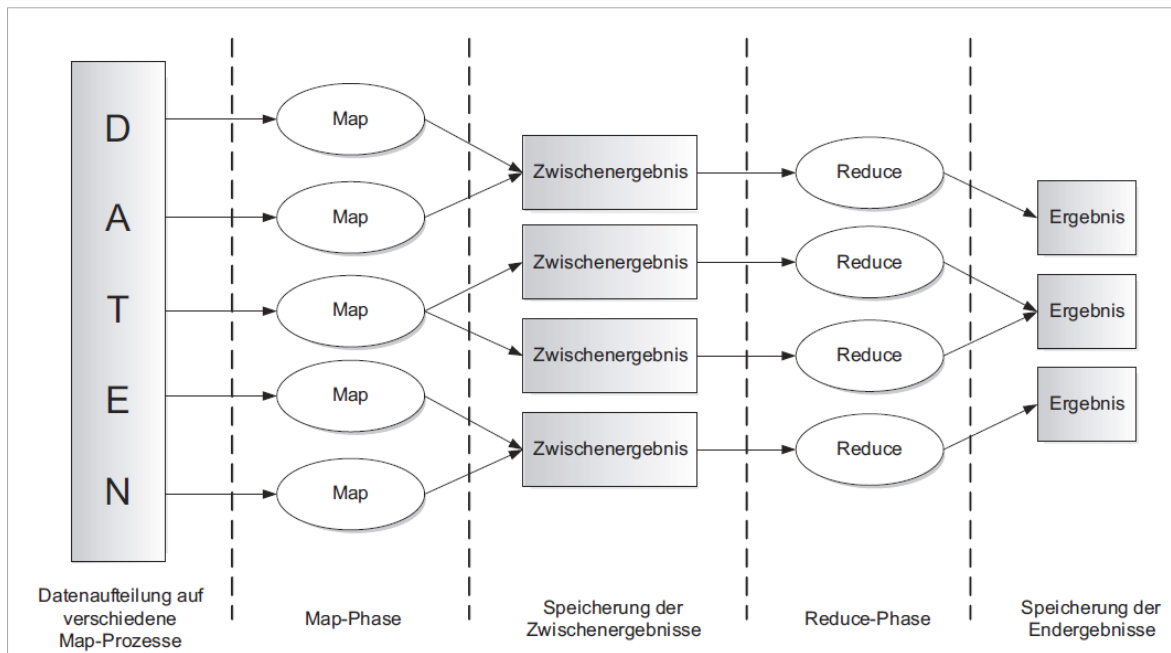 D
A
T
E
N
Map
Map
Map
Map
Map
Zwischenergebnis
Zwischenergebnis
Zwischenergebnis
Zwischenergebnis
Reduce
Reduce
Reduce
Reduce
Ergebnis
Ergebnis
Ergebnis
Datenaufteilung auf
verschiedene
Map-Prozesse
Map-Phase
Speicherung der
Zwischenergebnisse
Reduce-Phase
Speicherung der
Endergebnisse